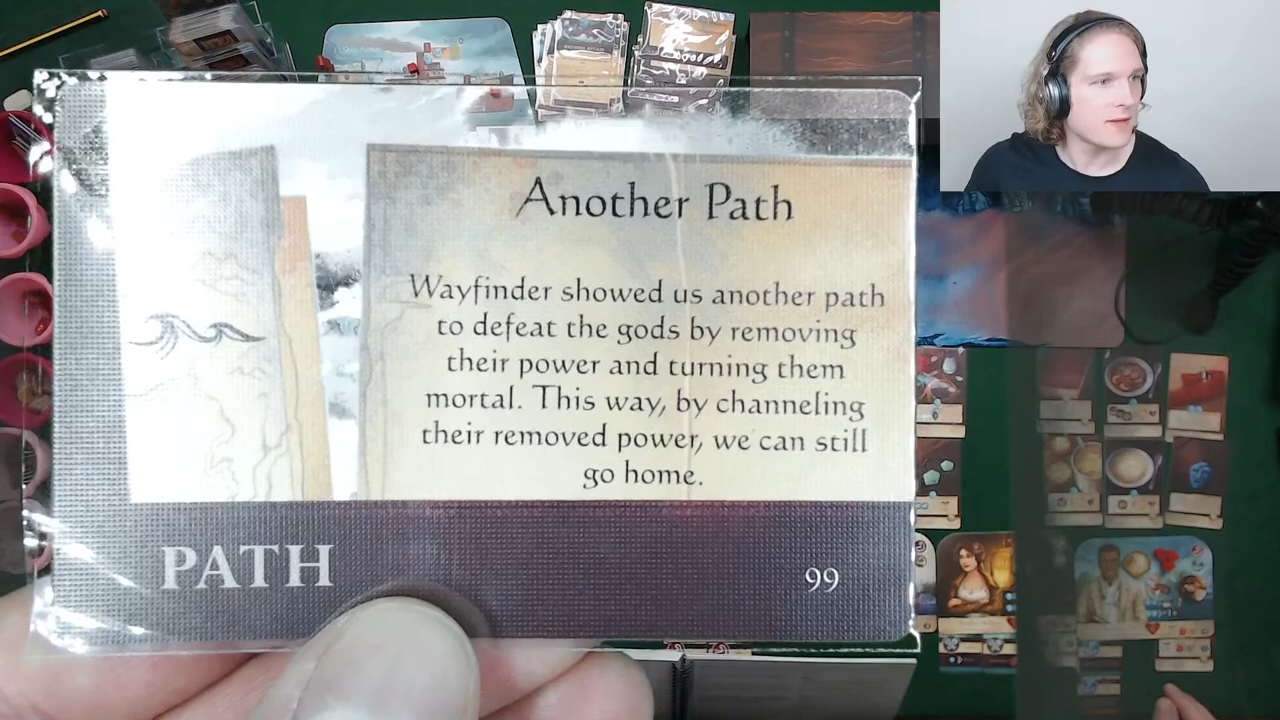 Another Path
Wayfinder showed us another path
to defeat the gods by removing
their power and turning them
mortal. This way, by channeling
their removed power, we can still
go home.
PATH
99